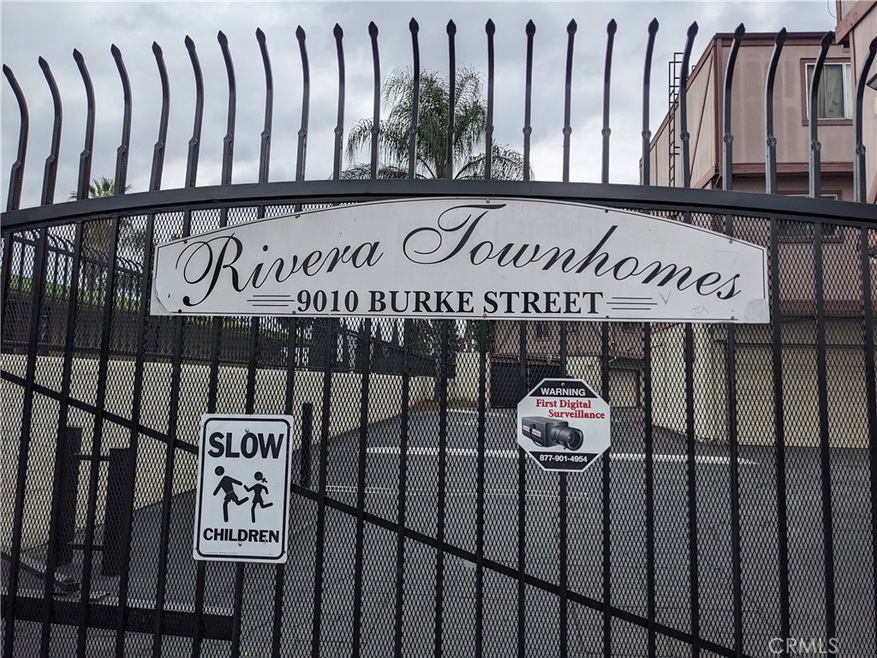 Rivera Townhomes
9010 BURKE STREET
WARNING
First Digital
Surveillance
877-901-4954
SLOW
CHILDREN
CRMLS